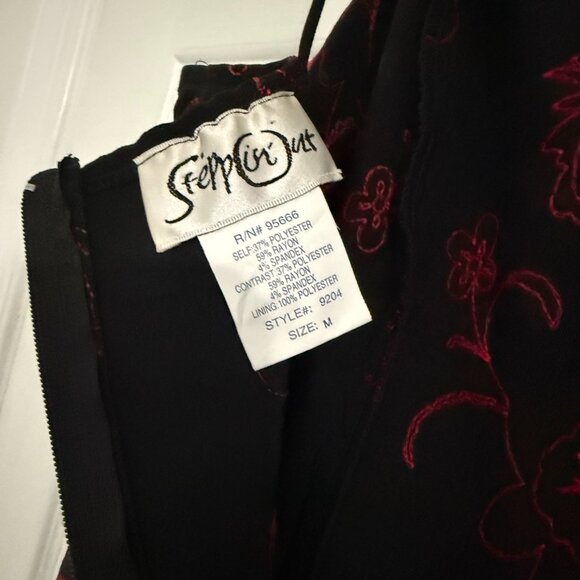 Steppin' Out
R/N# 95666
SELF:37% POLYESTER
59% RAYON
4% SPANDEX
CONTRAST:37% POLYESTER
59% RAYON
4% SPANDEX
LINING:100% POLYESTER
STYLE#: 9204
SIZE: M